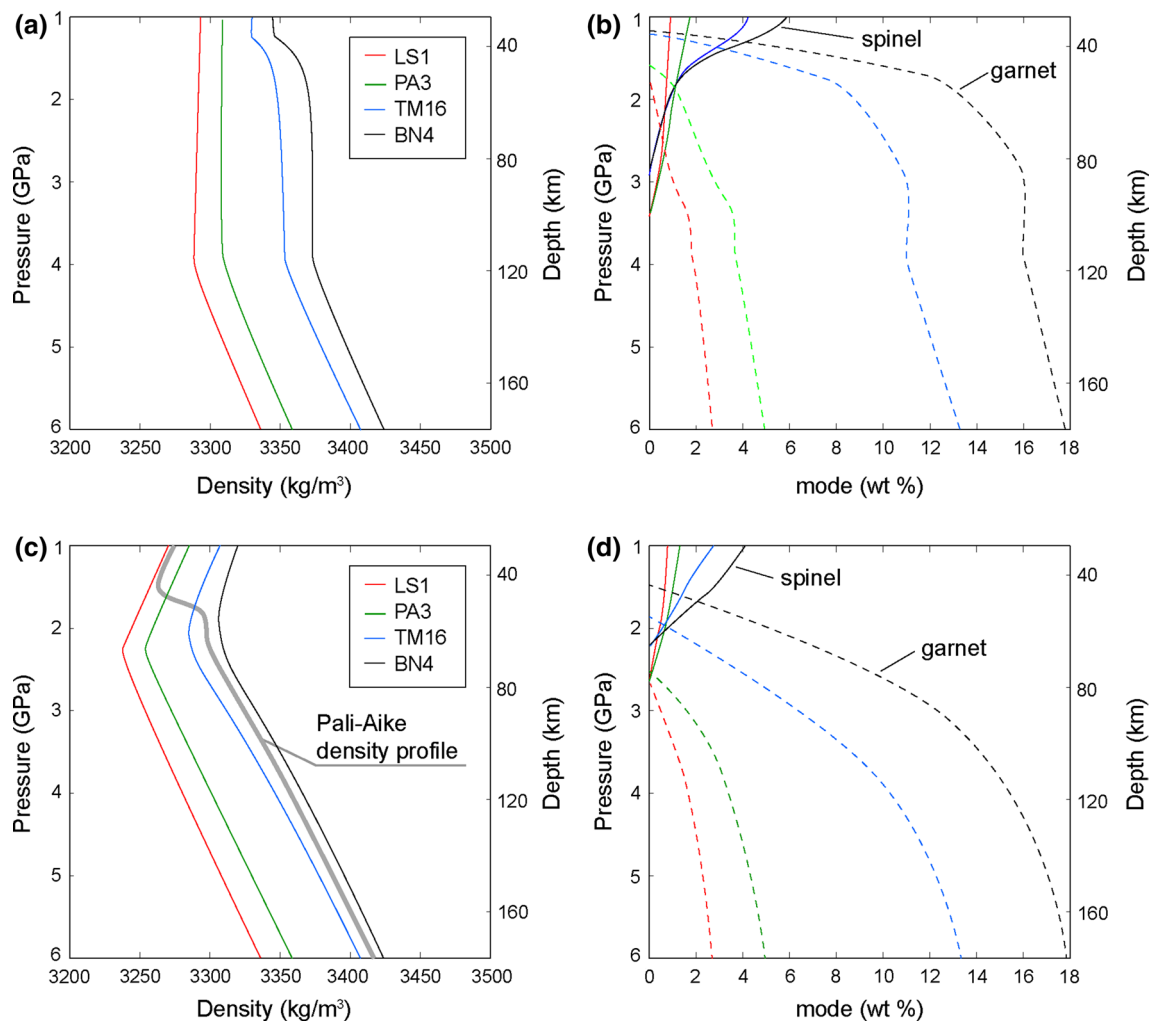 (a)
1
2
3
4
5
6
Pressure (GPa)
3200
3250
3300
3350
3400
3450
3500
Density (kg/m³)
40
80
120
160
Depth (km)
LS1
PA3
TM16
BN4
(b)
1
2
3
4
5
6
Pressure (GPa)
0
2
4
6
8
10
12
14
16
18
mode (wt %)
40
80
120
160
Depth (km)
spinel
garnet
(c)
1
2
3
4
5
6
Pressure (GPa)
3200
3250
3300
3350
3400
3450
3500
Density (kg/m³)
40
80
120
160
Depth (km)
LS1
PA3
TM16
BN4
Pali-Aike
density profile
(d)
1
2
3
4
5
6
Pressure (GPa)
0
2
4
6
8
10
12
14
16
18
mode (wt %)
40
80
120
160
Depth (km)
spinel
garnet